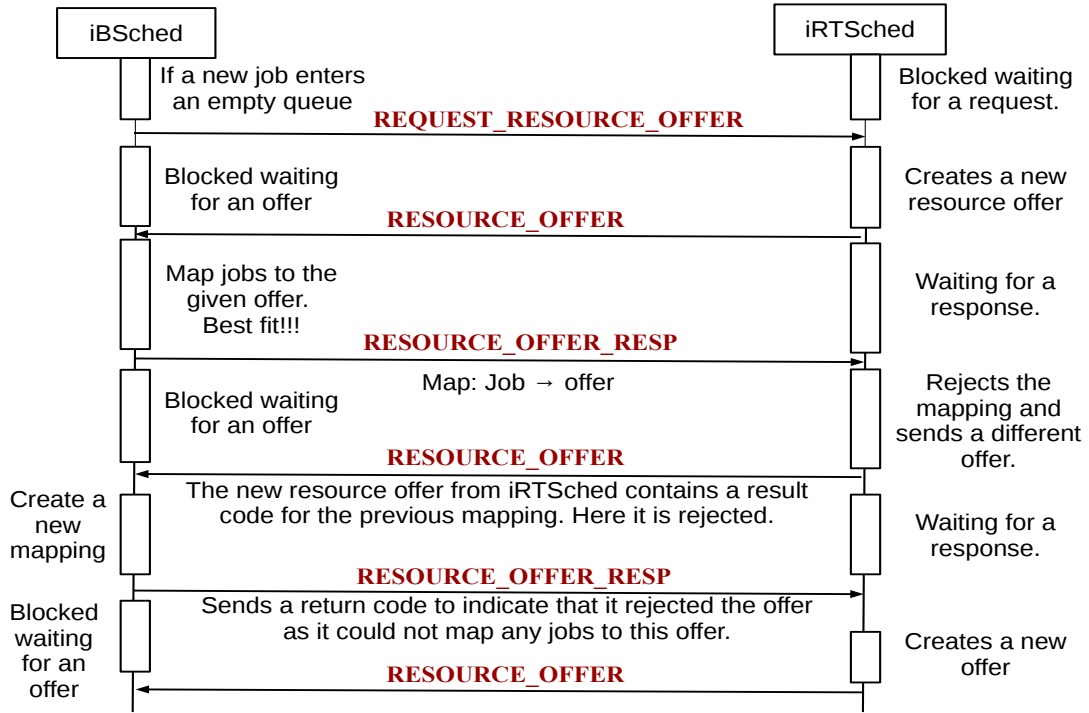 iBSched
iRTSched
If a new job enters
an empty queue
Blocked waiting
for a request.
REQUEST_RESOURCE_OFFER
Blocked waiting
for an offer
Creates a new
resource offer
RESOURCE_OFFER
Map jobs to the
given offer.
Best fit!!!
Waiting for a
response.
RESOURCE_OFFER_RESP
Map: Job → offer
Blocked waiting
for an offer
Rejects the
mapping and
sends a different
offer.
RESOURCE_OFFER
The new resource offer from iRTSched contains a result
code for the previous mapping. Here it is rejected.
Create a
new
mapping
Waiting for a
response.
RESOURCE_OFFER_RESP
Sends a return code to indicate that it rejected the offer
as it could not map any jobs to this offer.
Blocked
waiting
for an
offer
Creates a new
offer
RESOURCE_OFFER